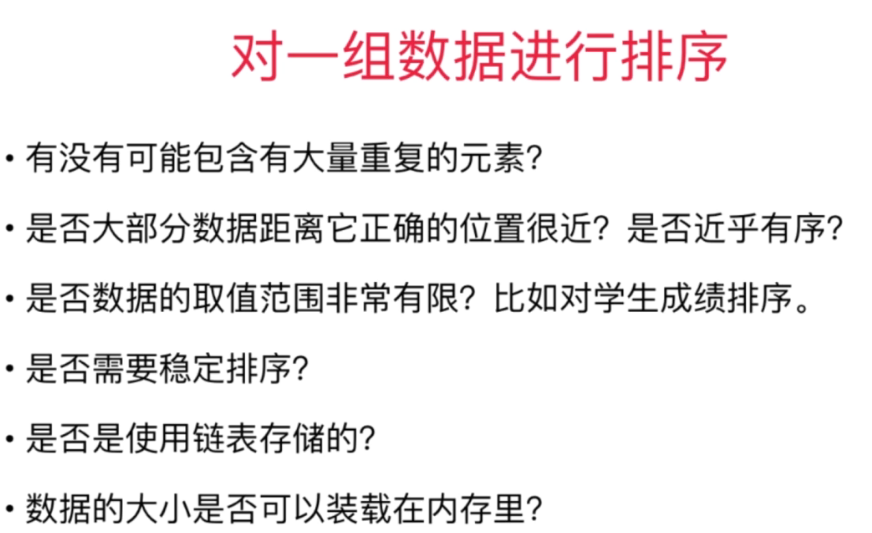 对一组数据进行排序
• 有没有可能包含有大量重复的元素？
• 是否大部分数据距离它正确的位置很近？是否近乎有序？
• 是否数据的取值范围非常有限？比如对学生成绩排序。
• 是否需要稳定排序？
• 是否是使用链表存储的？
• 数据的大小是否可以装载在内存里？